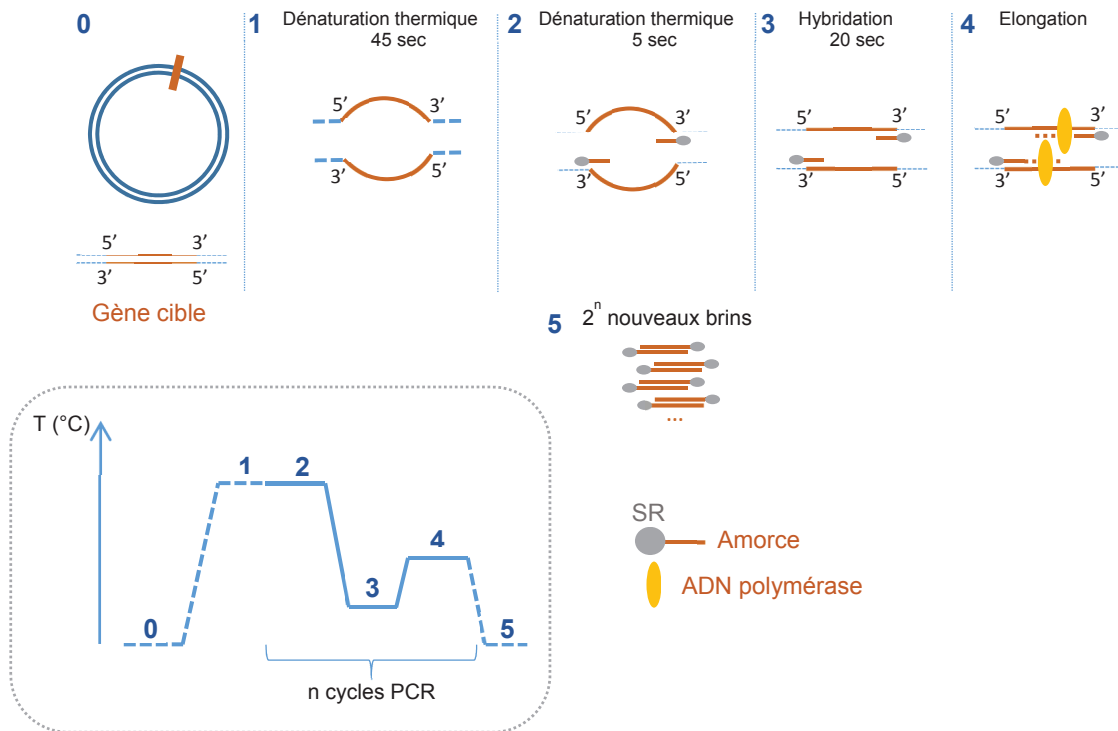 0
5’ 3’
3’ 5’
Gène cible
1
Dénaturation thermique
45 sec
5’ 3’
3’ 5’
2
Dénaturation thermique
5 sec
5’ 3’
3’ 5’
3
Hybridation
20 sec
5’ 3’
3’ 5’
4
Elongation
5’ 3’
3’ 5’
5
2n nouveaux brins
...
T (°C)
1 2
4
3
0 5
n cycles PCR
SR
Amorce
ADN polymérase